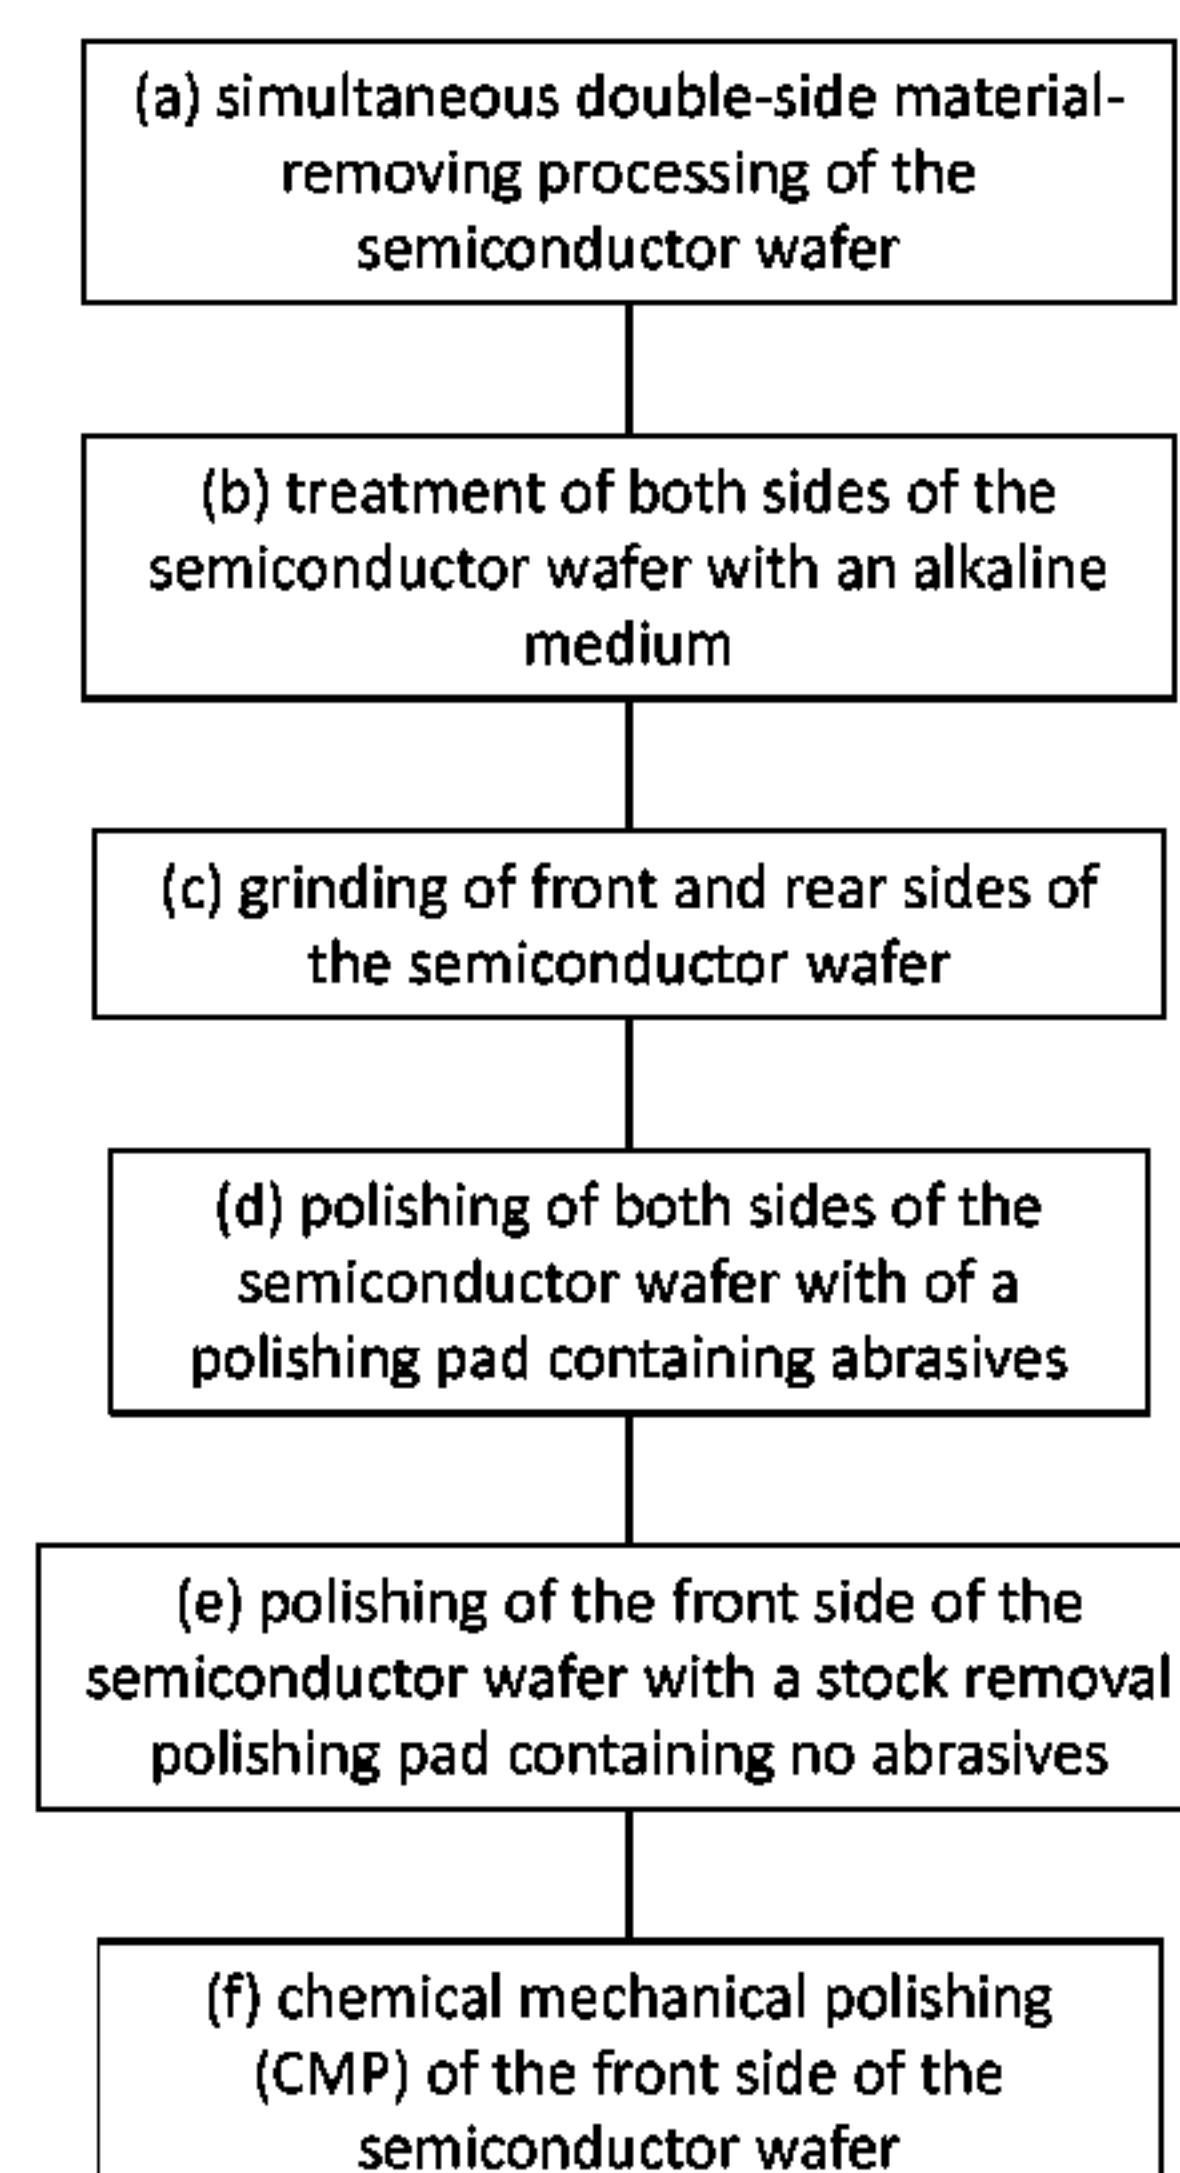 (a) simultaneous double-side material-
removing processing of the
semiconductor wafer
(b) treatment of both sides of the
semiconductor wafer with an alkaline
medium
(c) grinding of front and rear sides of
the semiconductor wafer
(d) polishing of both sides of the
semiconductor wafer with of a
polishing pad containing abrasives
(e) polishing of the front side of the
semiconductor wafer with a stock removal
polishing pad containing no abrasives
(f) chemical mechanical polishing
(CMP) of the front side of the
semiconductor wafer